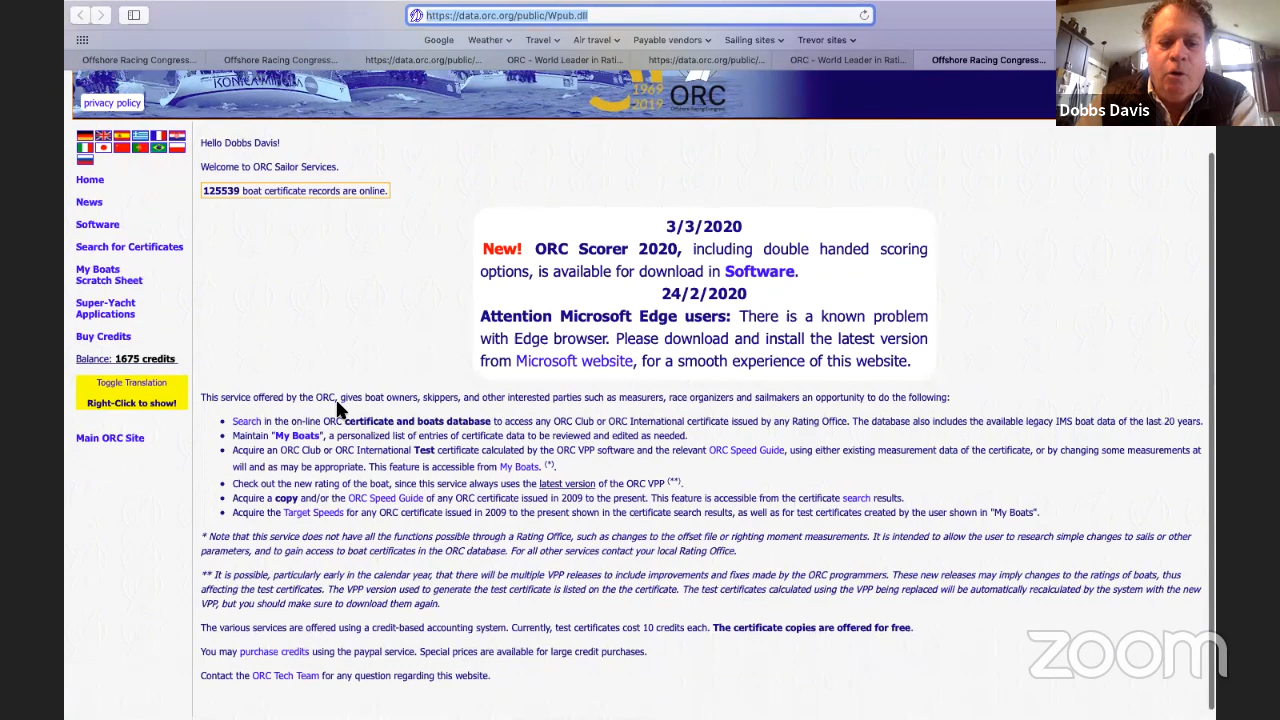 https://data.orc.org/public/Wpub.dll
Google Weather Travel Air travel Payable vendors Sailing sites Trevor sites
Offshore Racing Congress... Offshore Racing Congress... https://data.orc.org/public/... ORC - World Leader in Rati... https://data.orc.org/public/... ORC - World Leader in Rati... Offshore Racing Congress...
Dobbs Davis
KONICA MINOLTA
1969
2019 ORC
Offshore Racing Congress
privacy policy
Home
News
Software
Search for Certificates
My Boats
Scratch Sheet
Super-Yacht
Applications
Buy Credits
Balance: 1675 credits
Toggle Translation
Right-Click to show!
Main ORC Site
Hello Dobbs Davis!
Welcome to ORC Sailor Services.
125539 boat certificate records are online.
3/3/2020
New! ORC Scorer 2020, including double handed scoring
options, is available for download in Software.
24/2/2020
Attention Microsoft Edge users: There is a known problem
with Edge browser. Please download and install the latest version
from Microsoft website, for a smooth experience of this website.
This service offered by the ORC, gives boat owners, skippers, and other interested parties such as measurers, race organizers and sailmakers an opportunity to do the following:
• Search in the on-line ORC certificate and boats database to access any ORC Club or ORC International certificate issued by any Rating Office. The database also includes the available legacy IMS boat data of the last 20 years.
• Maintain "My Boats", a personalized list of entries of certificate data to be reviewed and edited as needed.
• Acquire an ORC Club or ORC International Test certificate calculated by the ORC VPP software and the relevant ORC Speed Guide, using either existing measurement data of the certificate, or by changing some measurements at
will and as may be appropriate. This feature is accessible from My Boats. (*).
• Check out the new rating of the boat, since this service always uses the latest version of the ORC VPP (**).
• Acquire a copy and/or the ORC Speed Guide of any ORC certificate issued in 2009 to the present. This feature is accessible from the certificate search results.
• Acquire the Target Speeds for any ORC certificate issued in 2009 to the present shown in the certificate search results, as well as for test certificates created by the user shown in "My Boats".
* Note that this service does not have all the functions possible through a Rating Office, such as changes to the offset file or righting moment measurements. It is intended to allow the user to research simple changes to sails or other
parameters, and to gain access to boat certificates in the ORC database. For all other services contact your local Rating Office.
** It is possible, particularly early in the calendar year, that there will be multiple VPP releases to include improvements and fixes made by the ORC programmers. These new releases may imply changes to the ratings of boats, thus
affecting the test certificates. The VPP version used to generate the test certificate is listed on the the certificate. The test certificates calculated using the VPP being replaced will be automatically recalculated by the system with the new
VPP, but you should make sure to download them again.
The various services are offered using a credit-based accounting system. Currently, test certificates cost 10 credits each. The certificate copies are offered for free.
You may purchase credits using the paypal service. Special prices are available for large credit purchases.
Contact the ORC Tech Team for any question regarding this website.
zoom